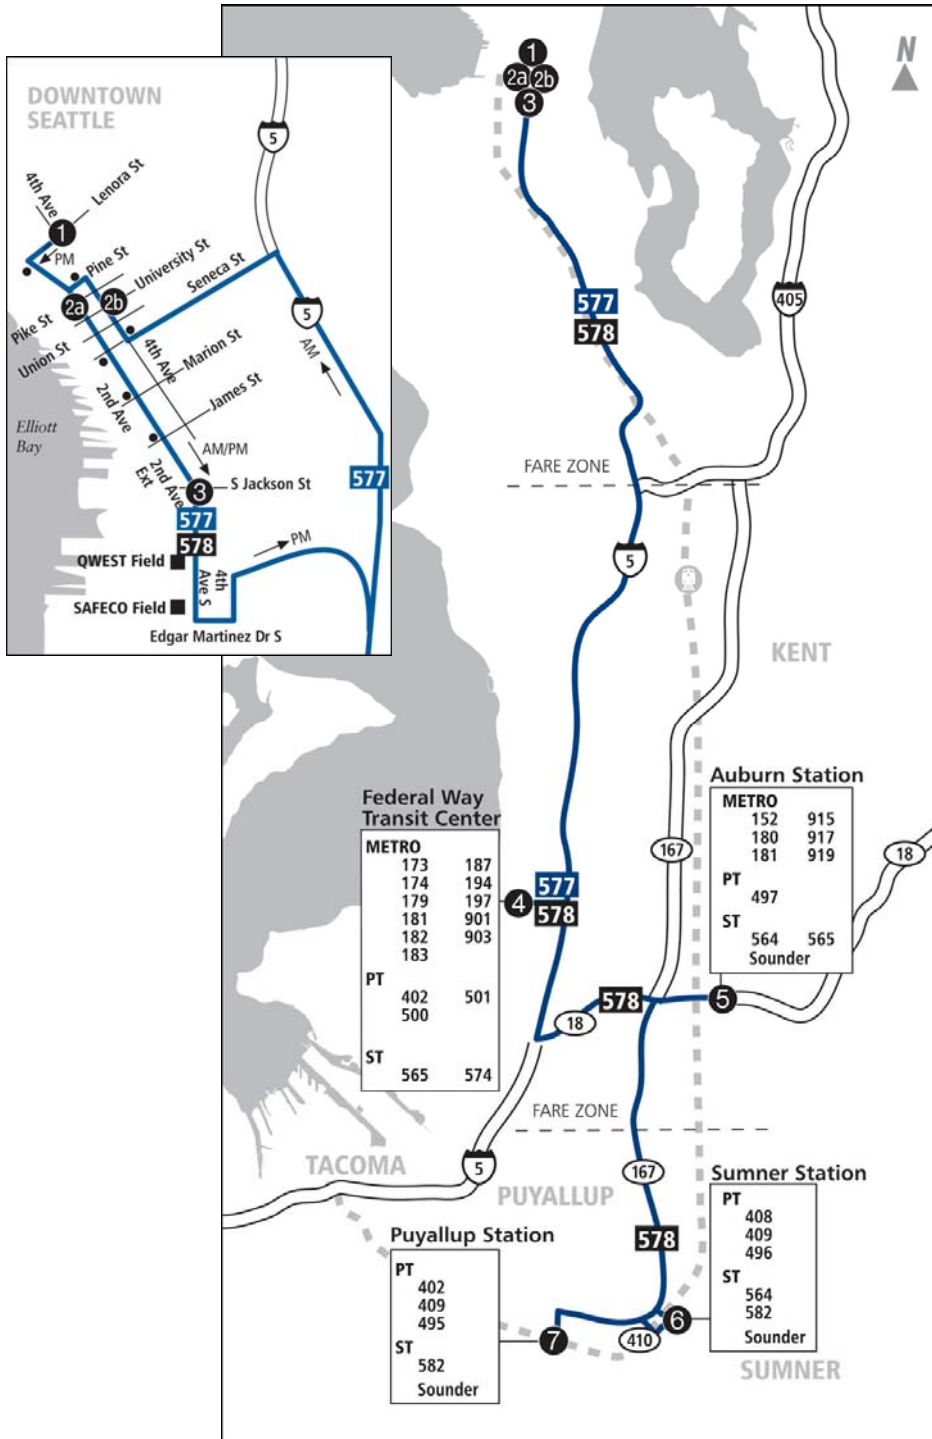 DOWNTOWN
SEATTLE
5
4th Ave
Lenora St
1
PM
Pine St
University St
Seneca St
2a
2b
Pike St
Union St
4th Ave
Marion St
2nd Ave
James St
5
AM
Elliott
Bay
AM/PM
2nd Ave
Ext
3
S Jackson St
577
577
578
PM
QWEST Field
4th
Ave S
SAFECO Field
Edgar Martinez Dr S
N
1
2a
2b
3
405
577
578
FARE ZONE
5
KENT
Auburn Station
METRO
152 915
180 917
181 919
PT
497
ST
564 565
Sounder
Federal Way
Transit Center
METRO
173 187
174 194
179 197
181 901
182 903
183
PT
402 501
500
ST
565 574
167
18
4
577
578
578
5
18
FARE ZONE
TACOMA
5
167
PUYALLUP
Sumner Station
PT
408
409
496
ST
564
582
Sounder
578
Puyallup Station
PT
402
409
495
ST
582
Sounder
7
410
6
SUMNER